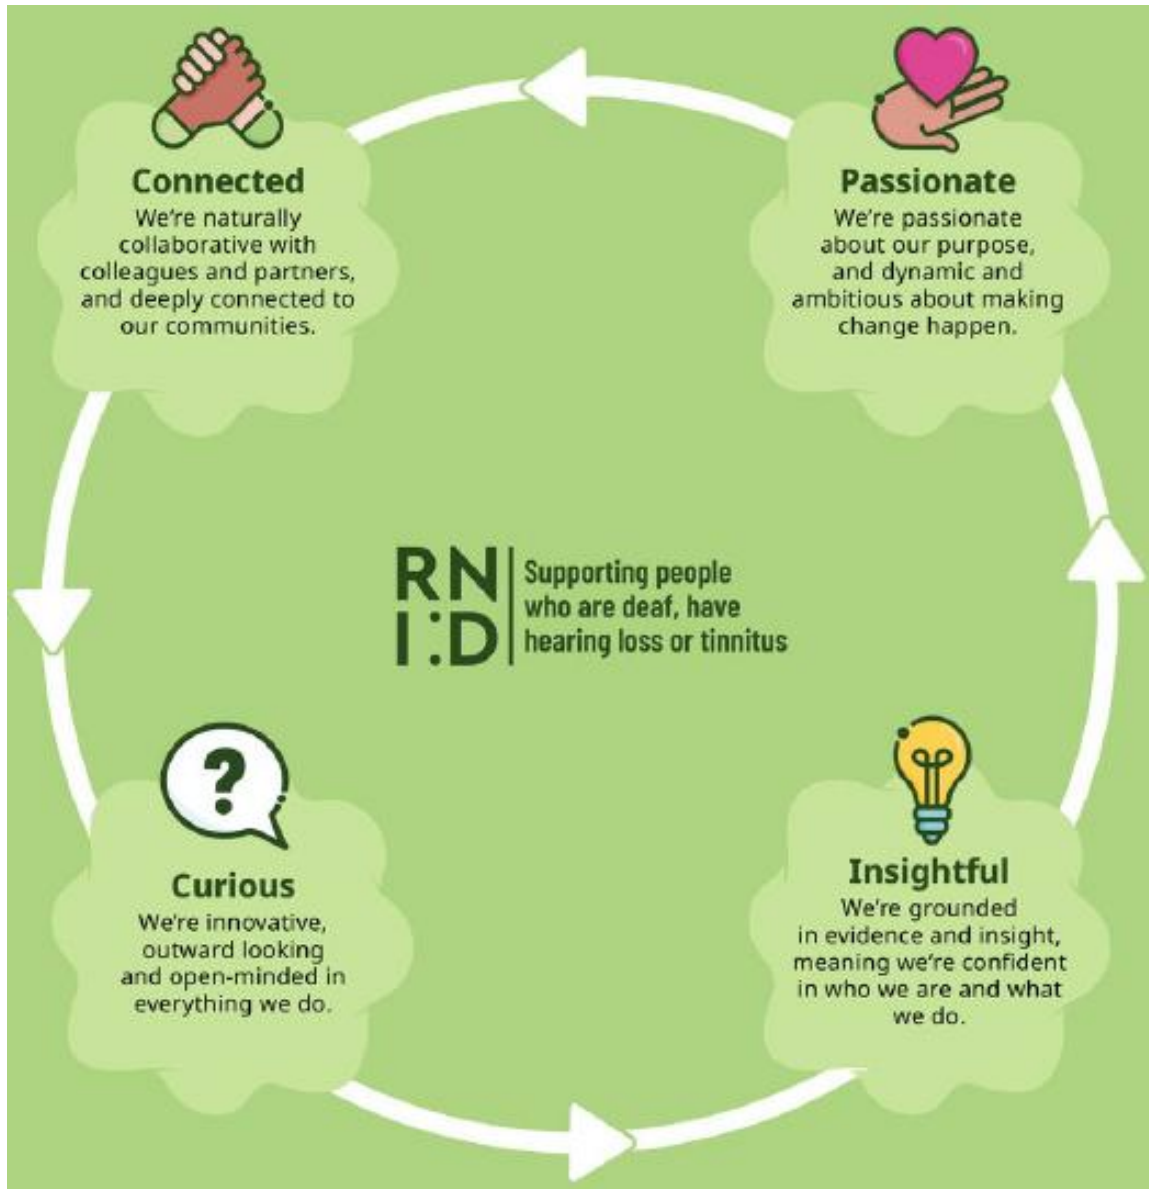 Connected
We're naturally
collaborative with
colleagues and partners,
and deeply connected to
our communities.
Passionate
We're passionate
about our purpose,
and dynamic and
ambitious about making
change happen.
RN
I:D
Supporting people
who are deaf, have
hearing loss or tinnitus
?
Curious
We're innovative,
outward looking
and open-minded in
everything we do.
Insightful
We're grounded
in evidence and insight,
meaning we're confident
in who we are and what
we do.